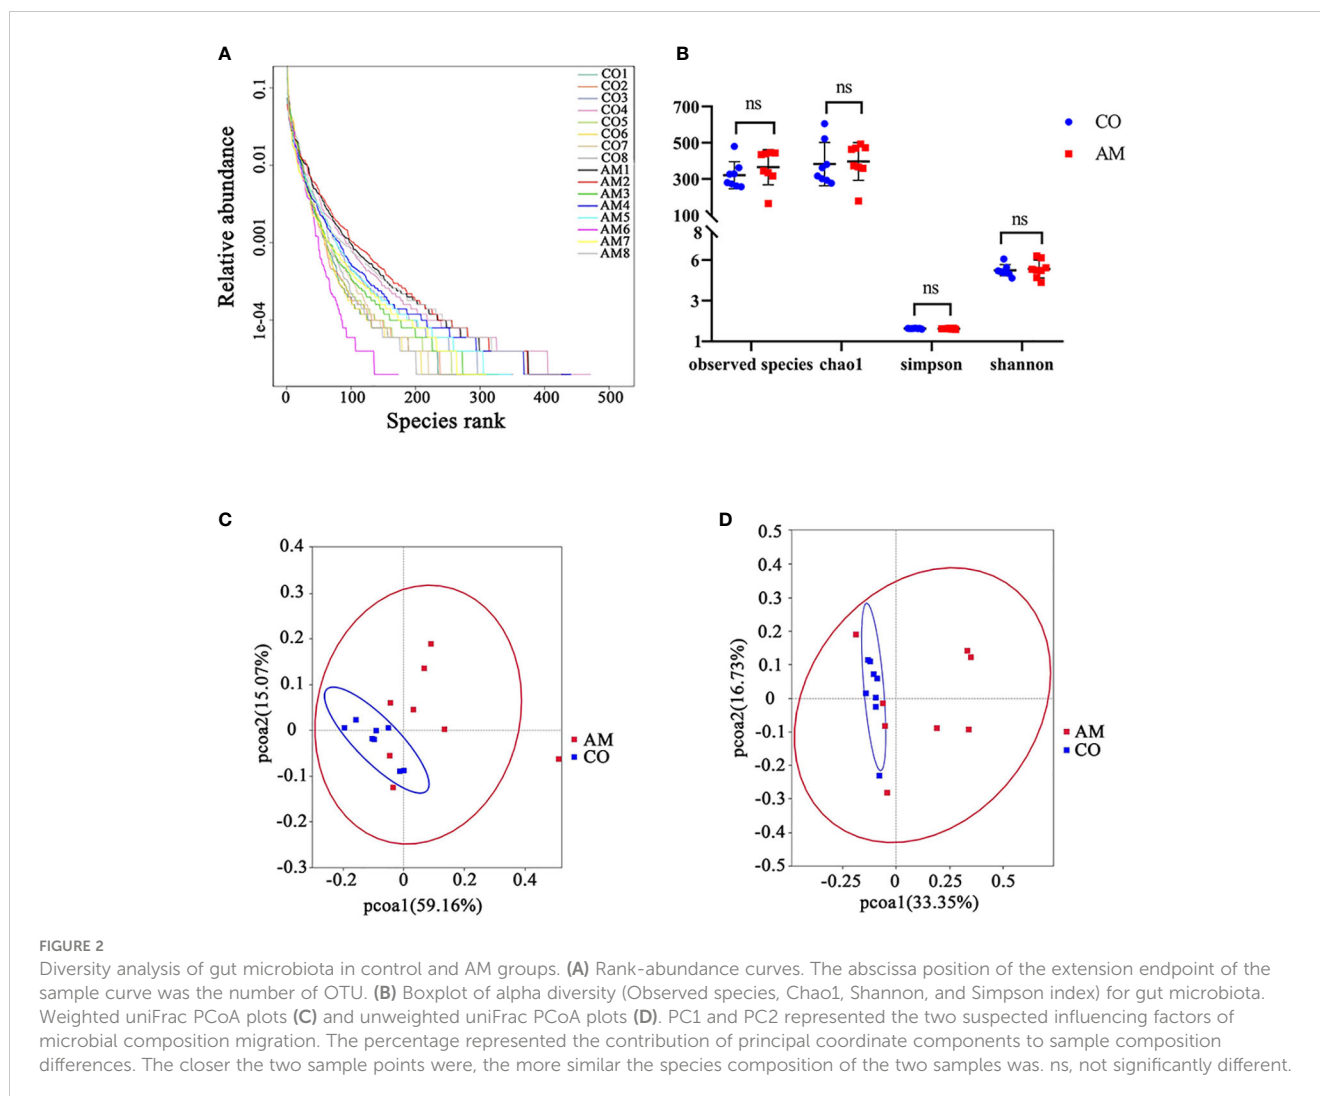 A
0.1
0.01
0.001
1e-04
Relative abundance
0
100
200
300
400
500
Species rank
CO1
CO2
CO3
CO4
CO5
CO6
CO7
CO8
AM1
AM2
AM3
AM4
AM5
AM6
AM7
AM8
B
700
500
300
100
8
6
3
1
ns
ns
ns
ns
observed species
chao1
simpson
shannon
CO
AM
C
0.4
0.3
0.2
0.1
0
-0.1
-0.2
-0.3
pcoa2(15.07%)
-0.2
0
0.2
0.4
pcoa1(59.16%)
AM
CO
D
0.5
0.4
0.3
0.2
0.1
0
-0.1
-0.2
-0.3
-0.4
-0.5
pcoa2(16.73%)
-0.25
0
0.25
0.5
pcoa1(33.35%)
AM
CO
FIGURE 2
Diversity analysis of gut microbiota in control and AM groups. (A) Rank-abundance curves. The abscissa position of the extension endpoint of the
sample curve was the number of OTU. (B) Boxplot of alpha diversity (Observed species, Chao1, Shannon, and Simpson index) for gut microbiota.
Weighted uniFrac PCoA plots (C) and unweighted uniFrac PCoA plots (D). PC1 and PC2 represented the two suspected influencing factors of
microbial composition migration. The percentage represented the contribution of principal coordinate components to sample composition
differences. The closer the two sample points were, the more similar the species composition of the two samples was. ns, not significantly different.